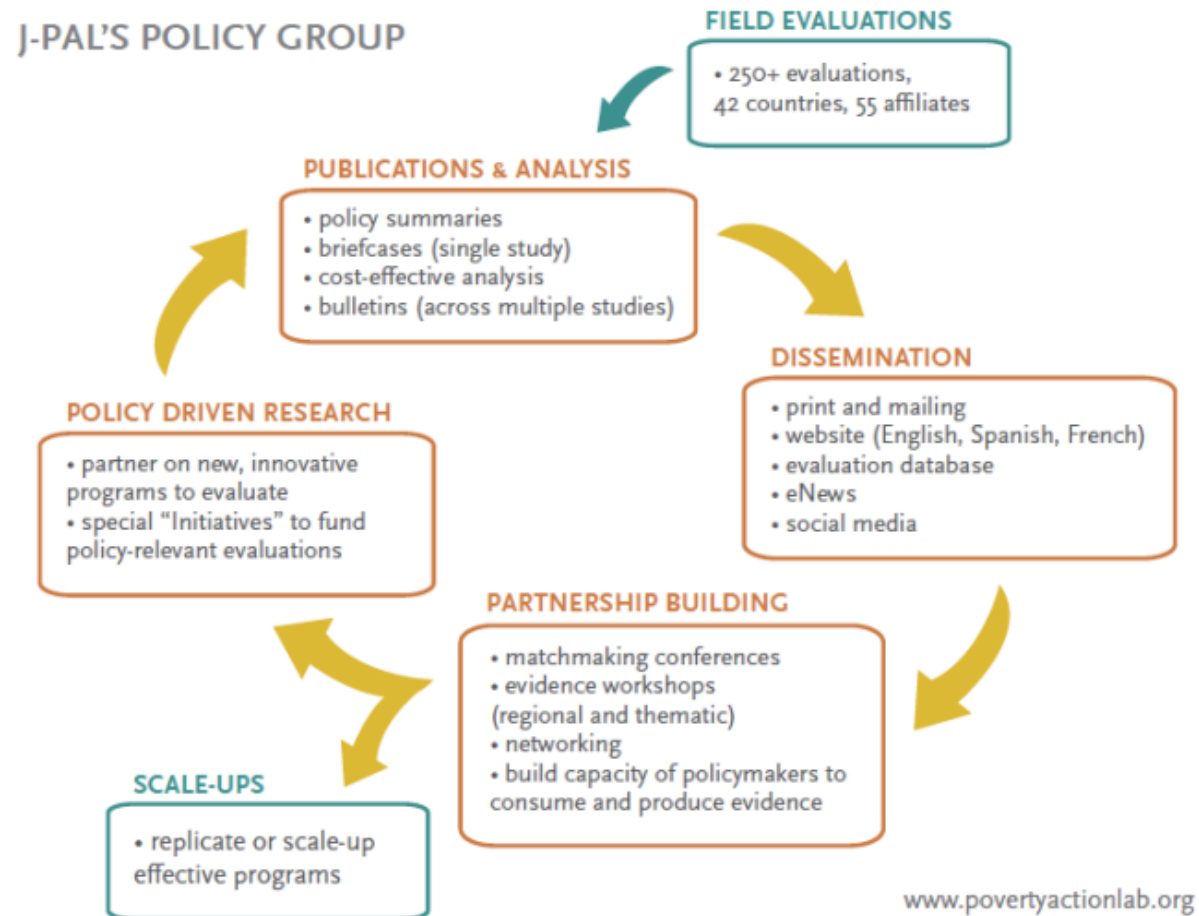 J-PAL'S POLICY GROUP
FIELD EVALUATIONS
• 250+ evaluations,
42 countries, 55 affiliates
PUBLICATIONS & ANALYSIS
• policy summaries
• briefcases (single study)
• cost-effective analysis
• bulletins (across multiple studies)
DISSEMINATION
• print and mailing
• website (English, Spanish, French)
• evaluation database
• eNews
• social media
POLICY DRIVEN RESEARCH
• partner on new, innovative
programs to evaluate
• special “Initiatives” to fund
policy-relevant evaluations
PARTNERSHIP BUILDING
• matchmaking conferences
• evidence workshops
(regional and thematic)
• networking
• build capacity of policymakers to
consume and produce evidence
SCALE-UPS
• replicate or scale-up
effective programs
www.povertyactionlab.org